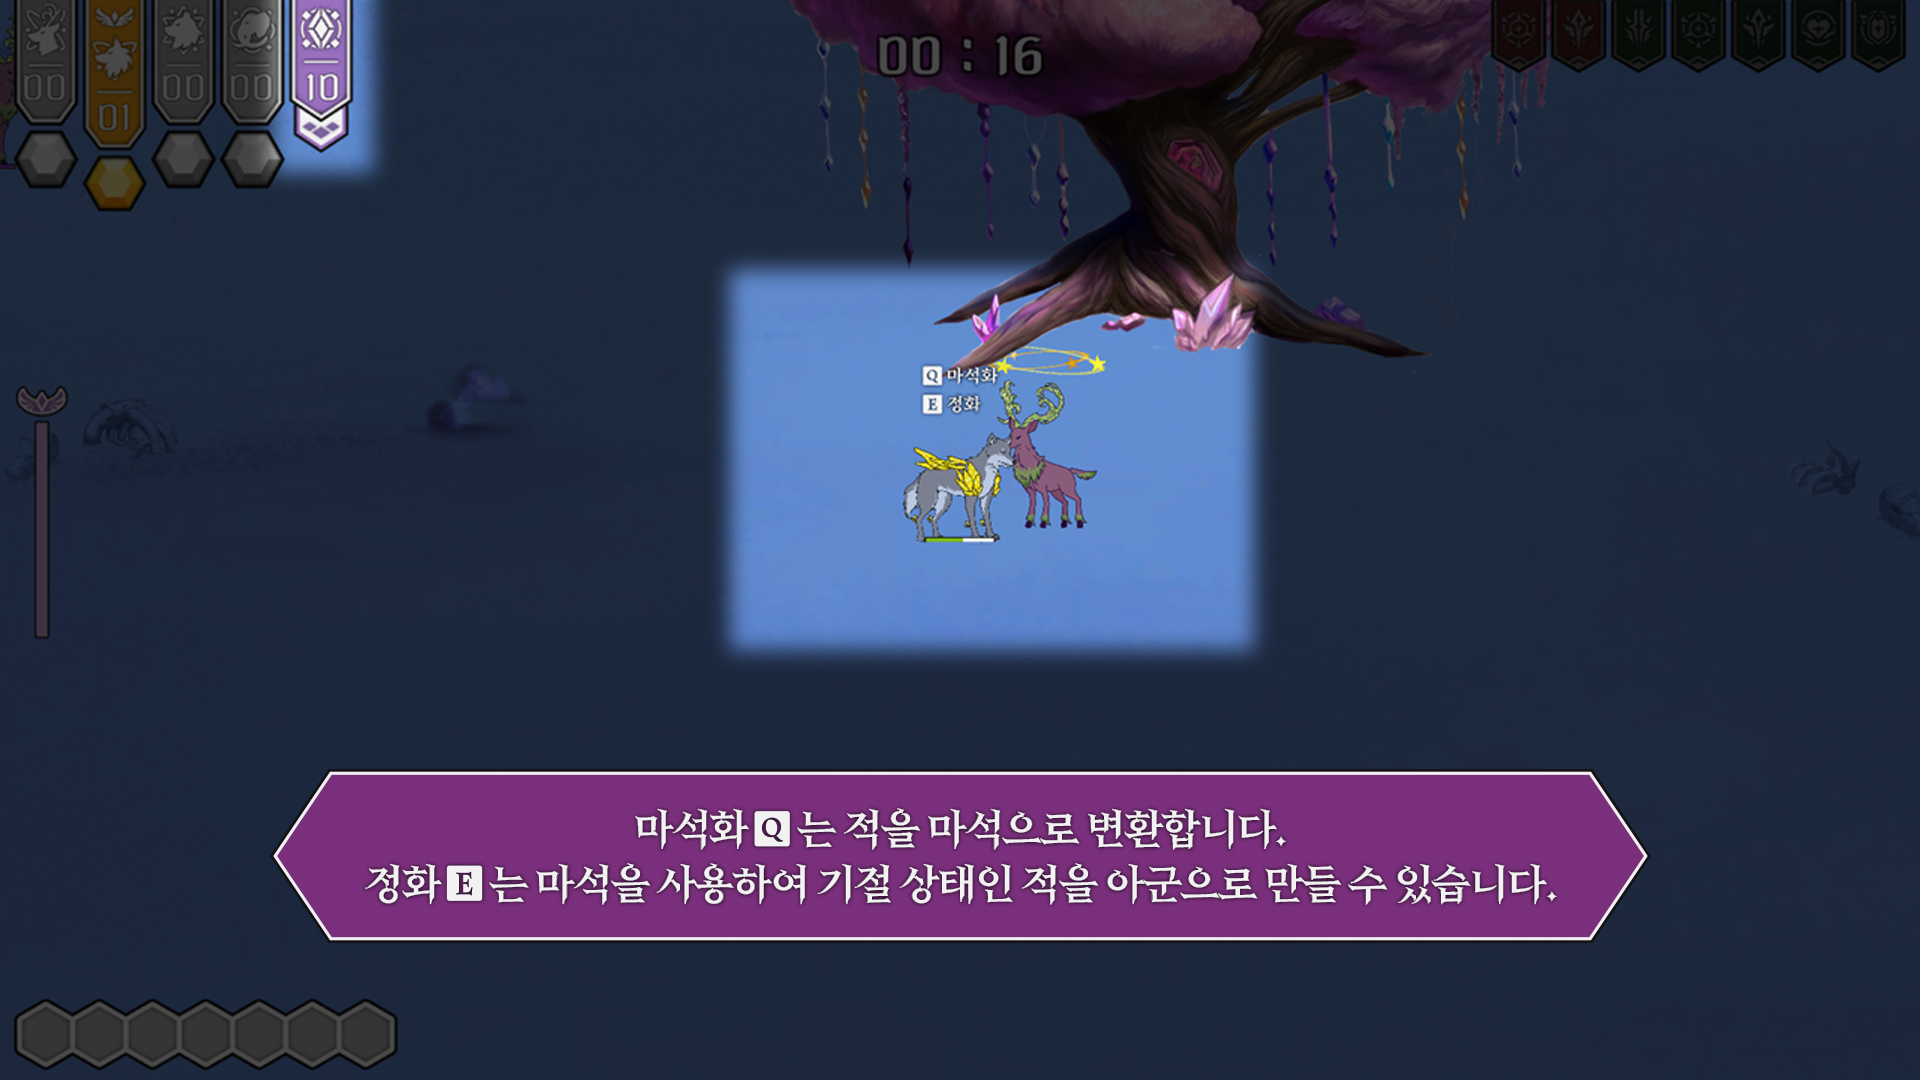 00 01 00 00 10
00 : 16
Q 마석화
E 정화
마석화 Q 는 적을 마석으로 변환합니다.
정화 E 는 마석을 사용하여 기절 상태인 적을 아군으로 만들 수 있습니다.